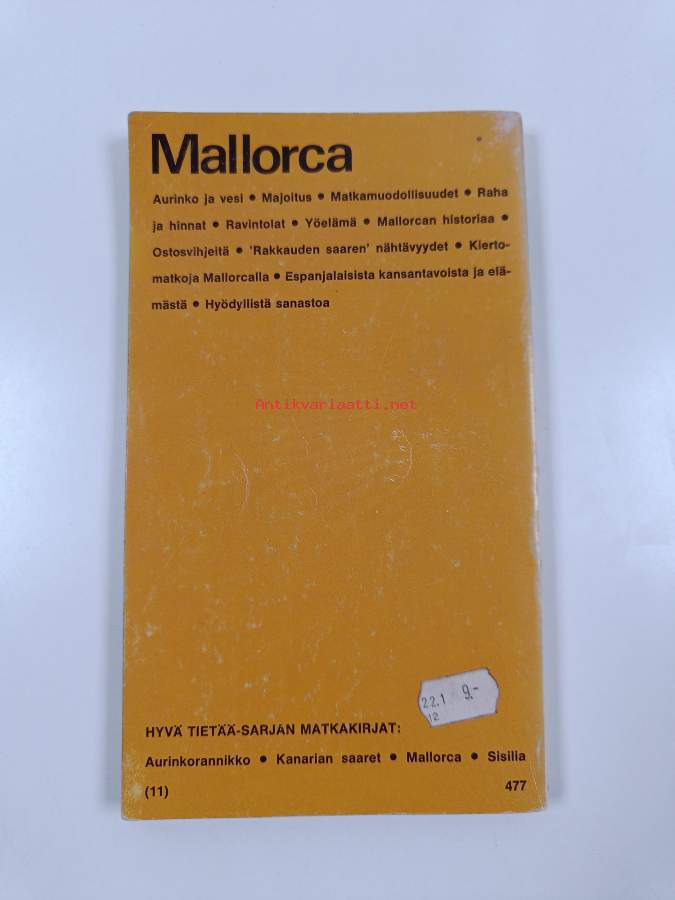 Mallorca
Aurinko ja vesi • Majoitus • Matkamuodollisuudet • Raha
ja hinnat • Ravintolat • Yöelämä • Mallorcan historiaa •
Ostosvihjeitä • 'Rakkauden saaren' nähtävyydet • Kierto-
matkoja Mallorcalla • Espanjalaisista kansantavoista ja elä-
mästä • Hyödyllistä sanastoa
Antikvariaatti.net
22.1 9.-
12
HYVÄ TIETÄÄ-SARJAN MATKAKIRJAT:
Aurinkorannikko • Kanarian saaret • Mallorca • Sisilia
(11) 477